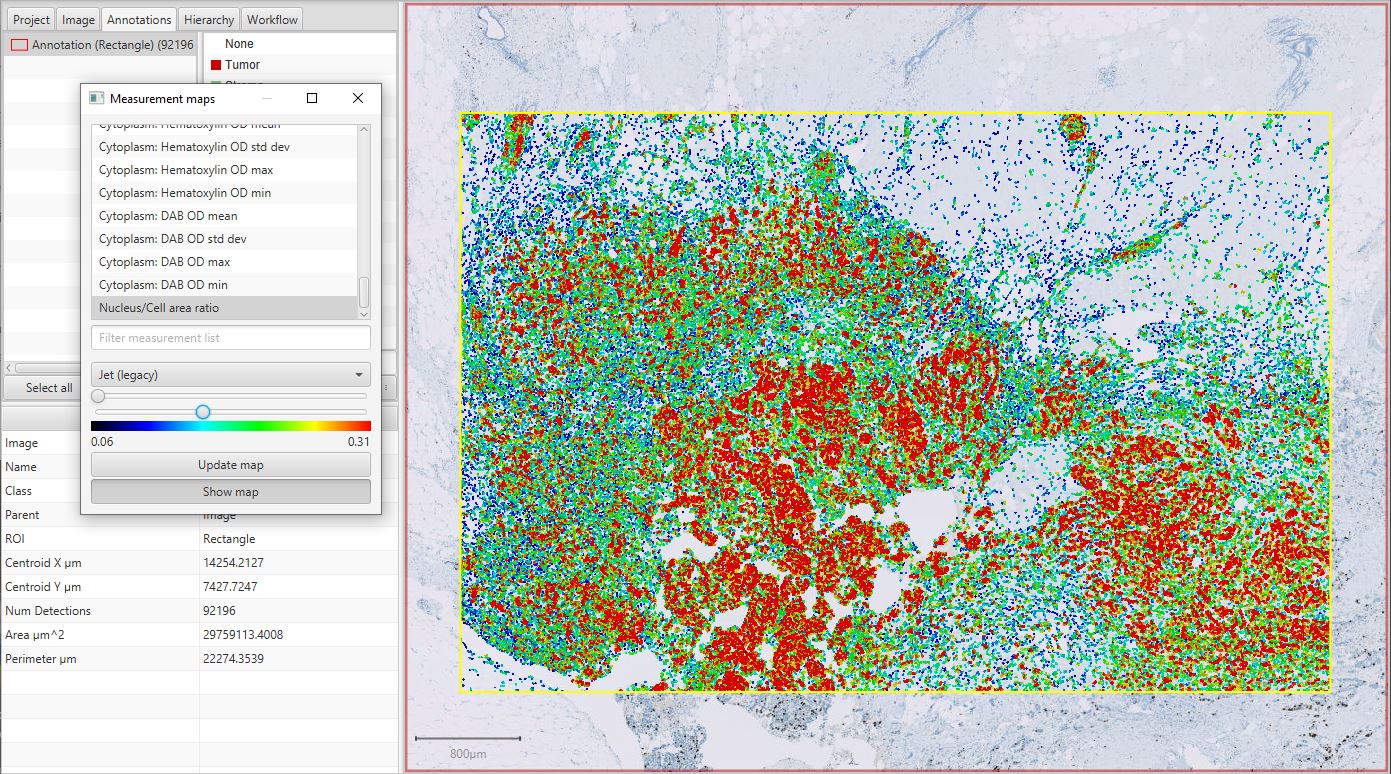 Project Image Annotations Hierarchy Workflow
Annotation (Rectangle) (92196
None
Tumor
Measurement maps
Cytoplasm: Hematoxylin OD mean
Cytoplasm: Hematoxylin OD std dev
Cytoplasm: Hematoxylin OD max
Cytoplasm: Hematoxylin OD min
Cytoplasm: DAB OD mean
Cytoplasm: DAB OD std dev
Cytoplasm: DAB OD max
Cytoplasm: DAB OD min
Nucleus/Cell area ratio
Filter measurement list
Jet (legacy)
0.06 0.31
Update map
Show map
Select all
Image
Name
Class
Parent Image
ROI Rectangle
Centroid X µm 14254.2127
Centroid Y µm 7427.7247
Num Detections 92196
Area µm^2 29759113.4008
Perimeter µm 22274.3539
800µm